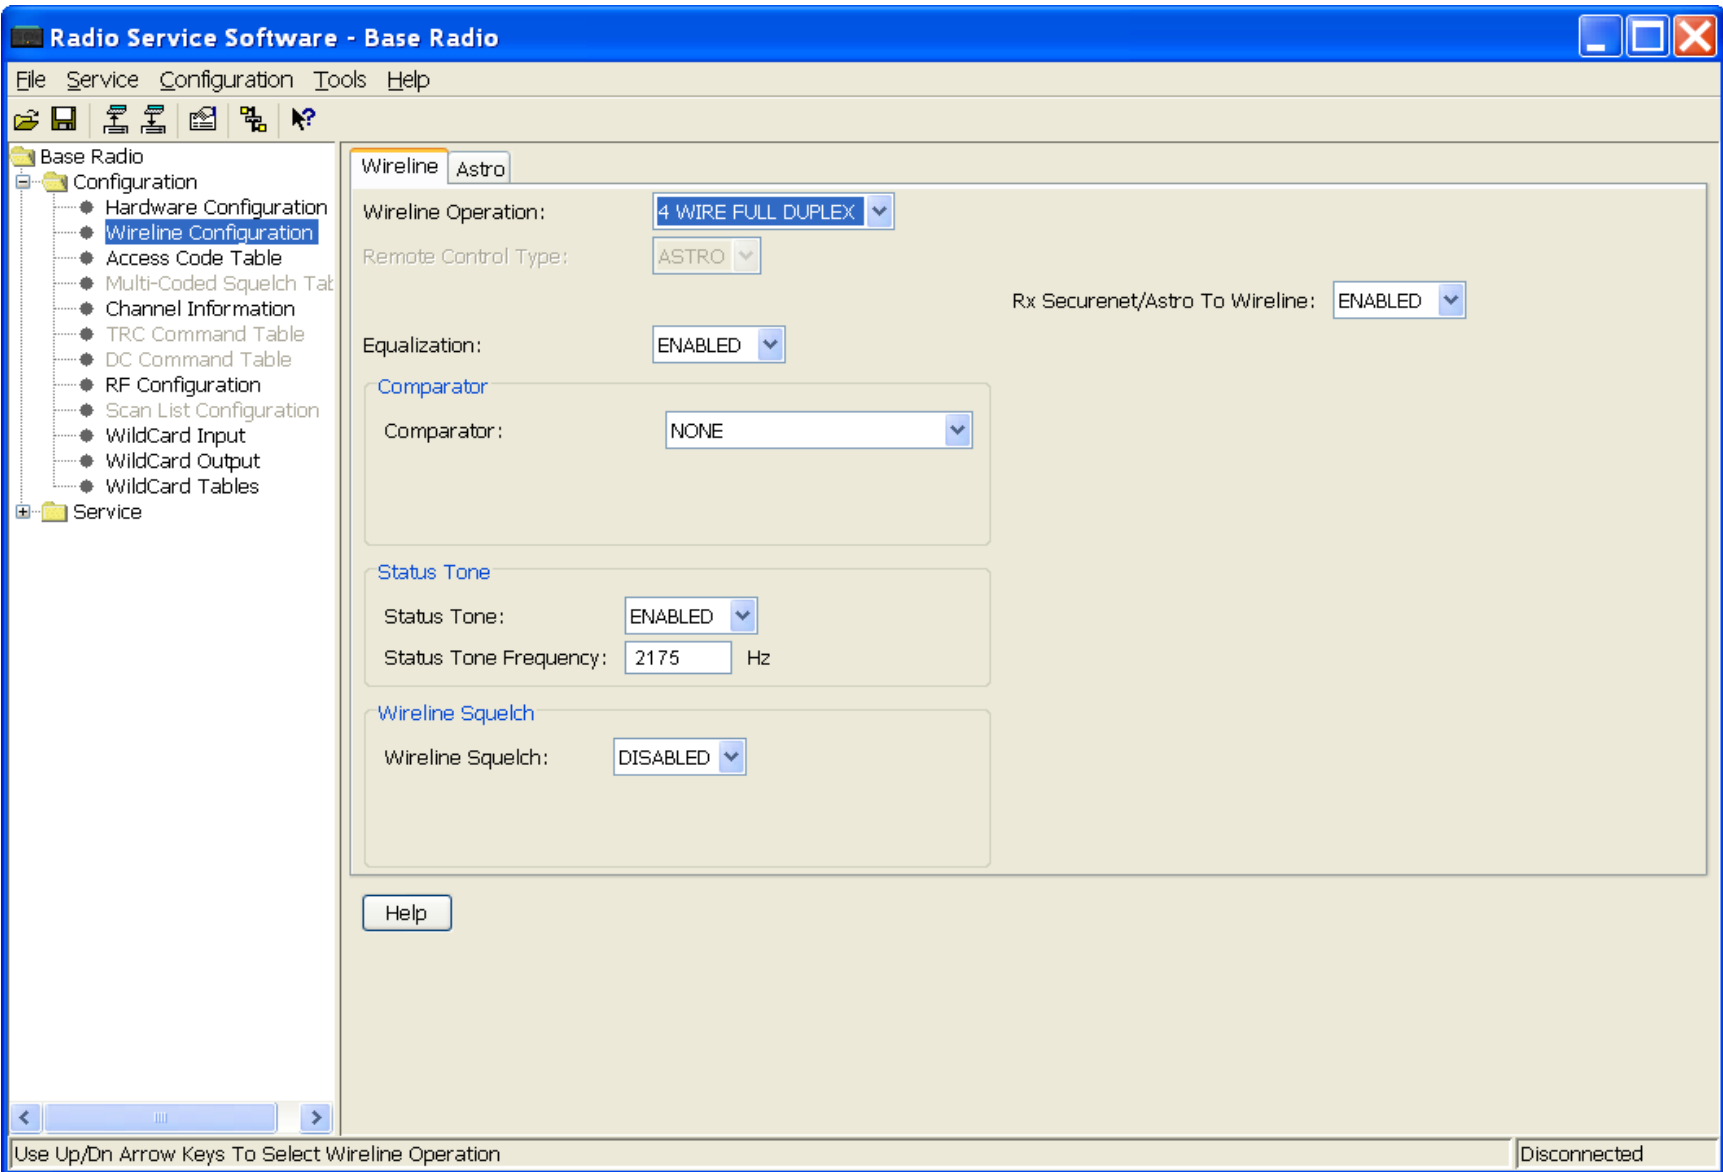 Radio Service Software - Base Radio
File Service Configuration Tools Help
Base Radio
Configuration
Hardware Configuration
Wireline Configuration
Access Code Table
Multi-Coded Squelch Tab
Channel Information
TRC Command Table
DC Command Table
RF Configuration
Scan List Configuration
WildCard Input
WildCard Output
WildCard Tables
Service
Wireline Astro
Wireline Operation: 4 WIRE FULL DUPLEX
Remote Control Type: ASTRO
Rx Securenet/Astro To Wireline: ENABLED
Equalization: ENABLED
Comparator
Comparator: NONE
Status Tone
Status Tone: ENABLED
Status Tone Frequency: 2175 Hz
Wireline Squelch
Wireline Squelch: DISABLED
Help
Use Up/Dn Arrow Keys To Select Wireline Operation
Disconnected